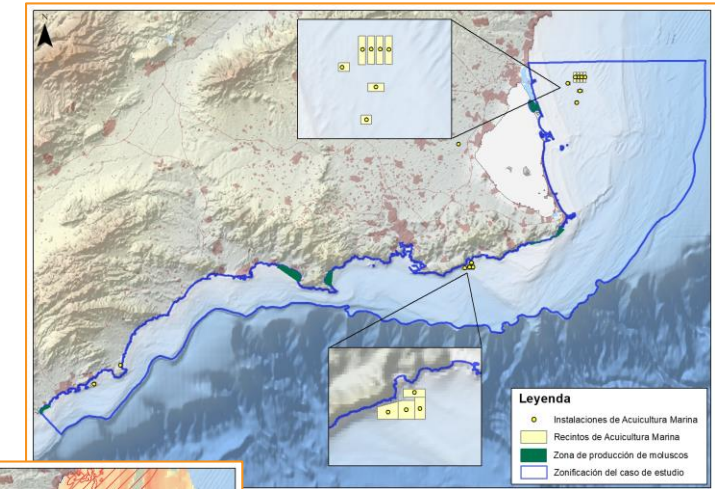 N
Leyenda
Instalaciones de Acuicultura Marina
Recintos de Acuicultura Marina
Zona de producción de moluscos
Zonificación del caso de estudio